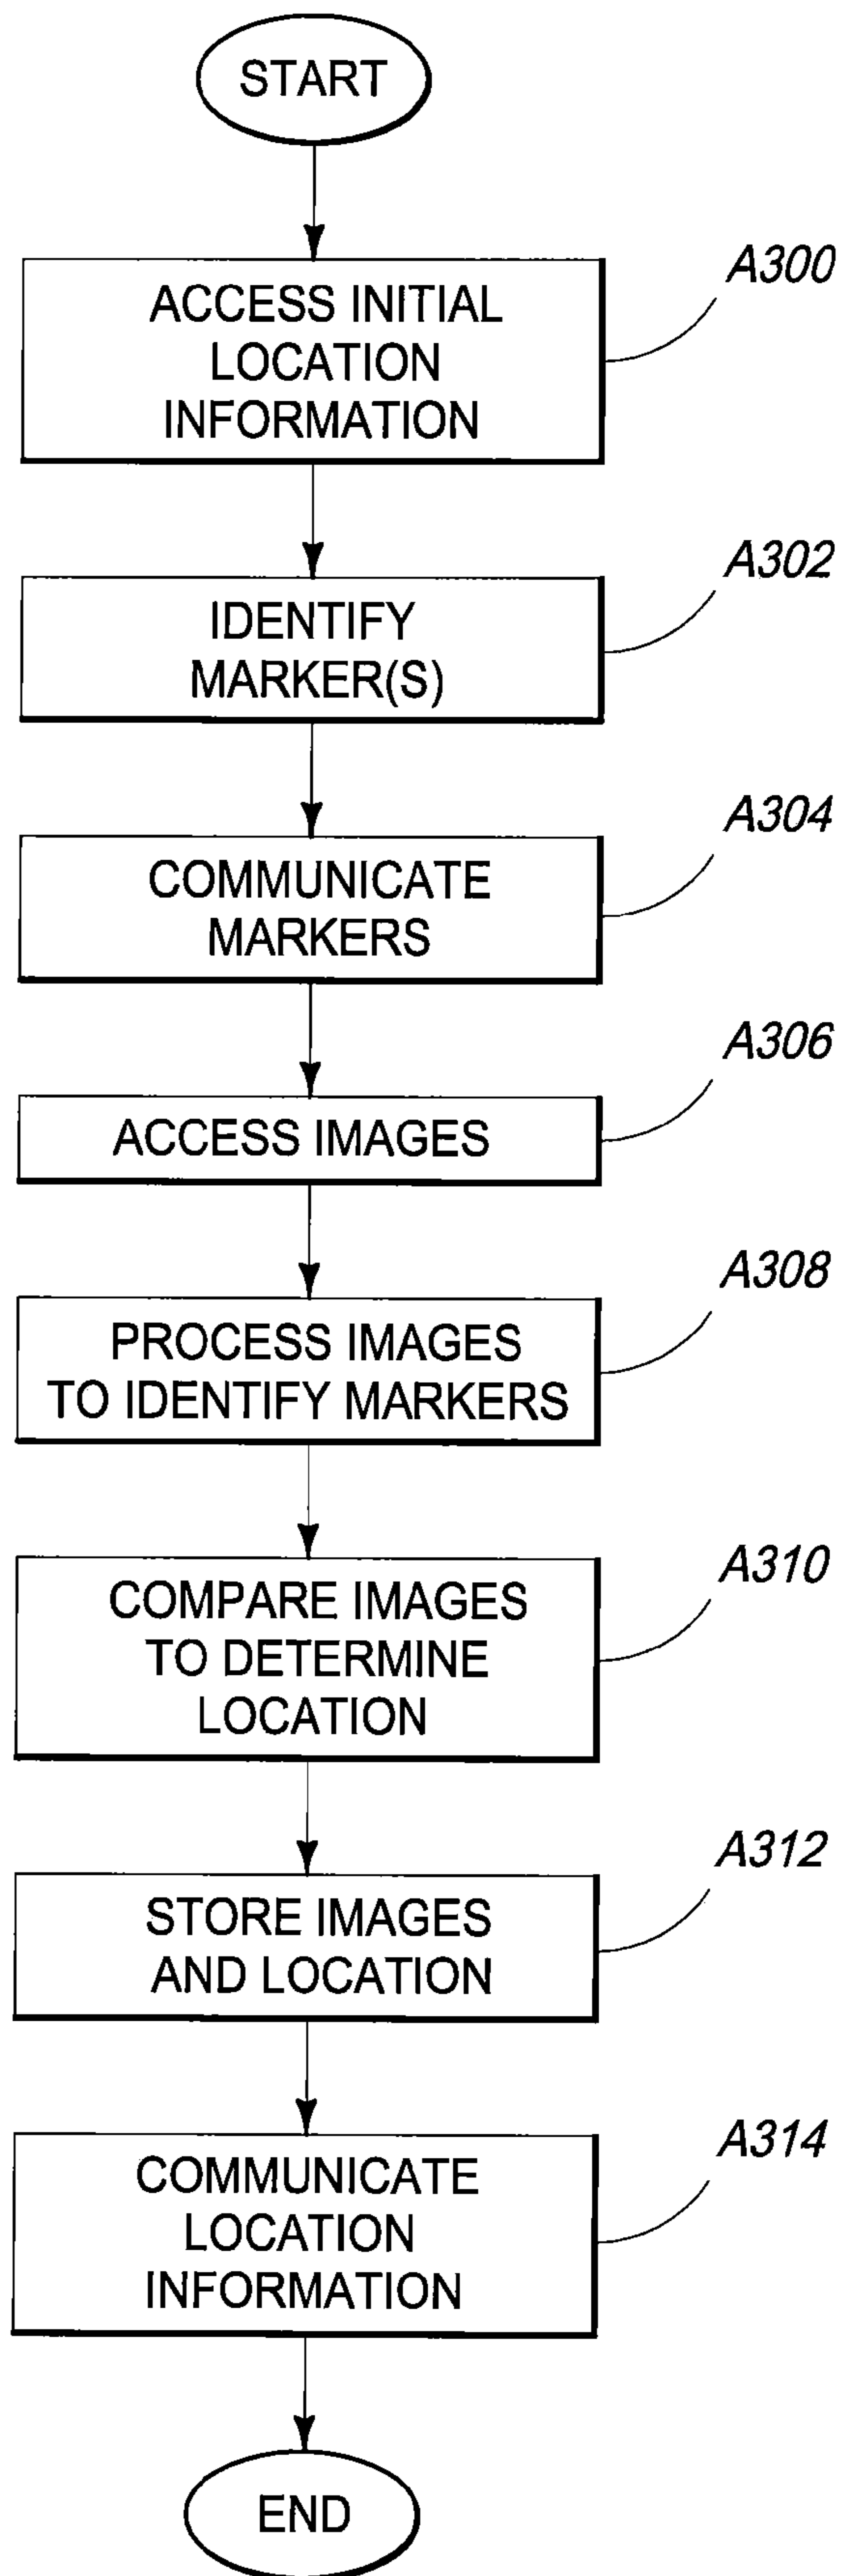 START
ACCESS INITIAL
LOCATION
INFORMATION
A300
IDENTIFY
MARKER(S)
A302
COMMUNICATE
MARKERS
A304
ACCESS IMAGES
A306
PROCESS IMAGES
TO IDENTIFY MARKERS
A308
COMPARE IMAGES
TO DETERMINE
LOCATION
A310
STORE IMAGES
AND LOCATION
A312
COMMUNICATE
LOCATION
INFORMATION
A314
END